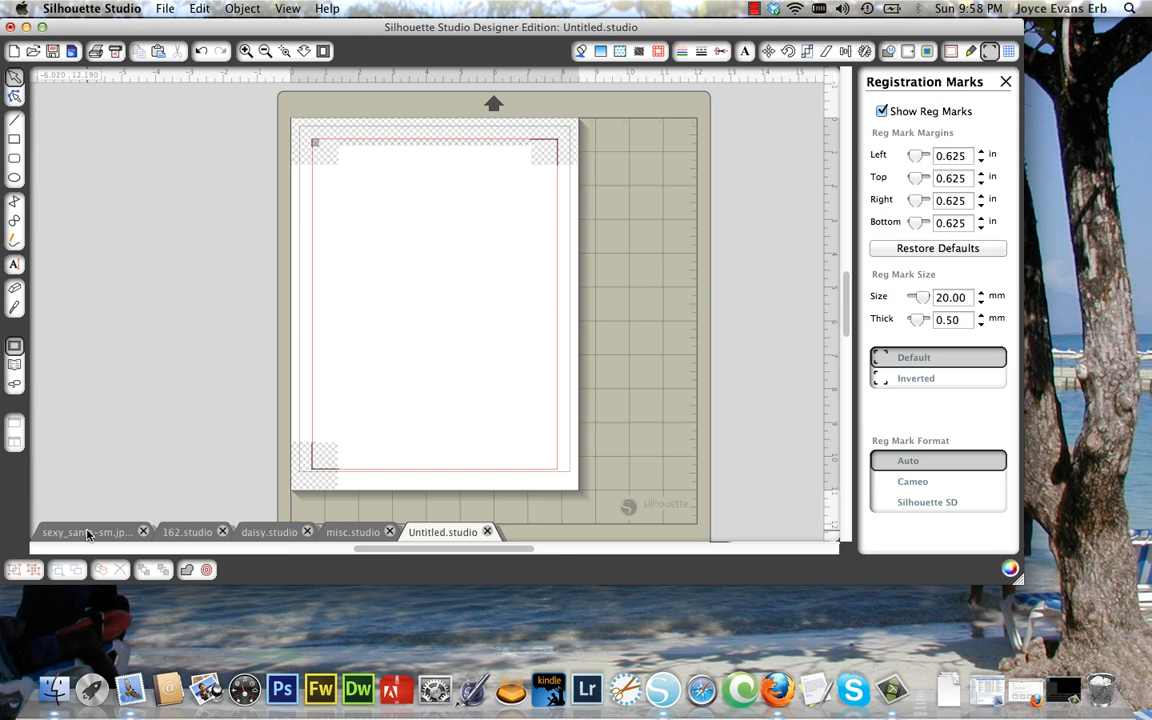 Silhouette Studio File Edit Object View Help
Sun 9:58 PM Joyce Evans Erb
Silhouette Studio Designer Edition: Untitled.studio
-6.020 , 12.190
Registration Marks
Show Reg Marks
Reg Mark Margins
Left 0.625 in
Top 0.625 in
Right 0.625 in
Bottom 0.625 in
Restore Defaults
Reg Mark Size
Size 20.00 mm
Thick 0.50 mm
Default
Inverted
Reg Mark Format
Auto
Cameo
Silhouette SD
silhouette
162.studio daisy.studio misc.studio Untitled.studio
Ps Fw Dw kindle Lr